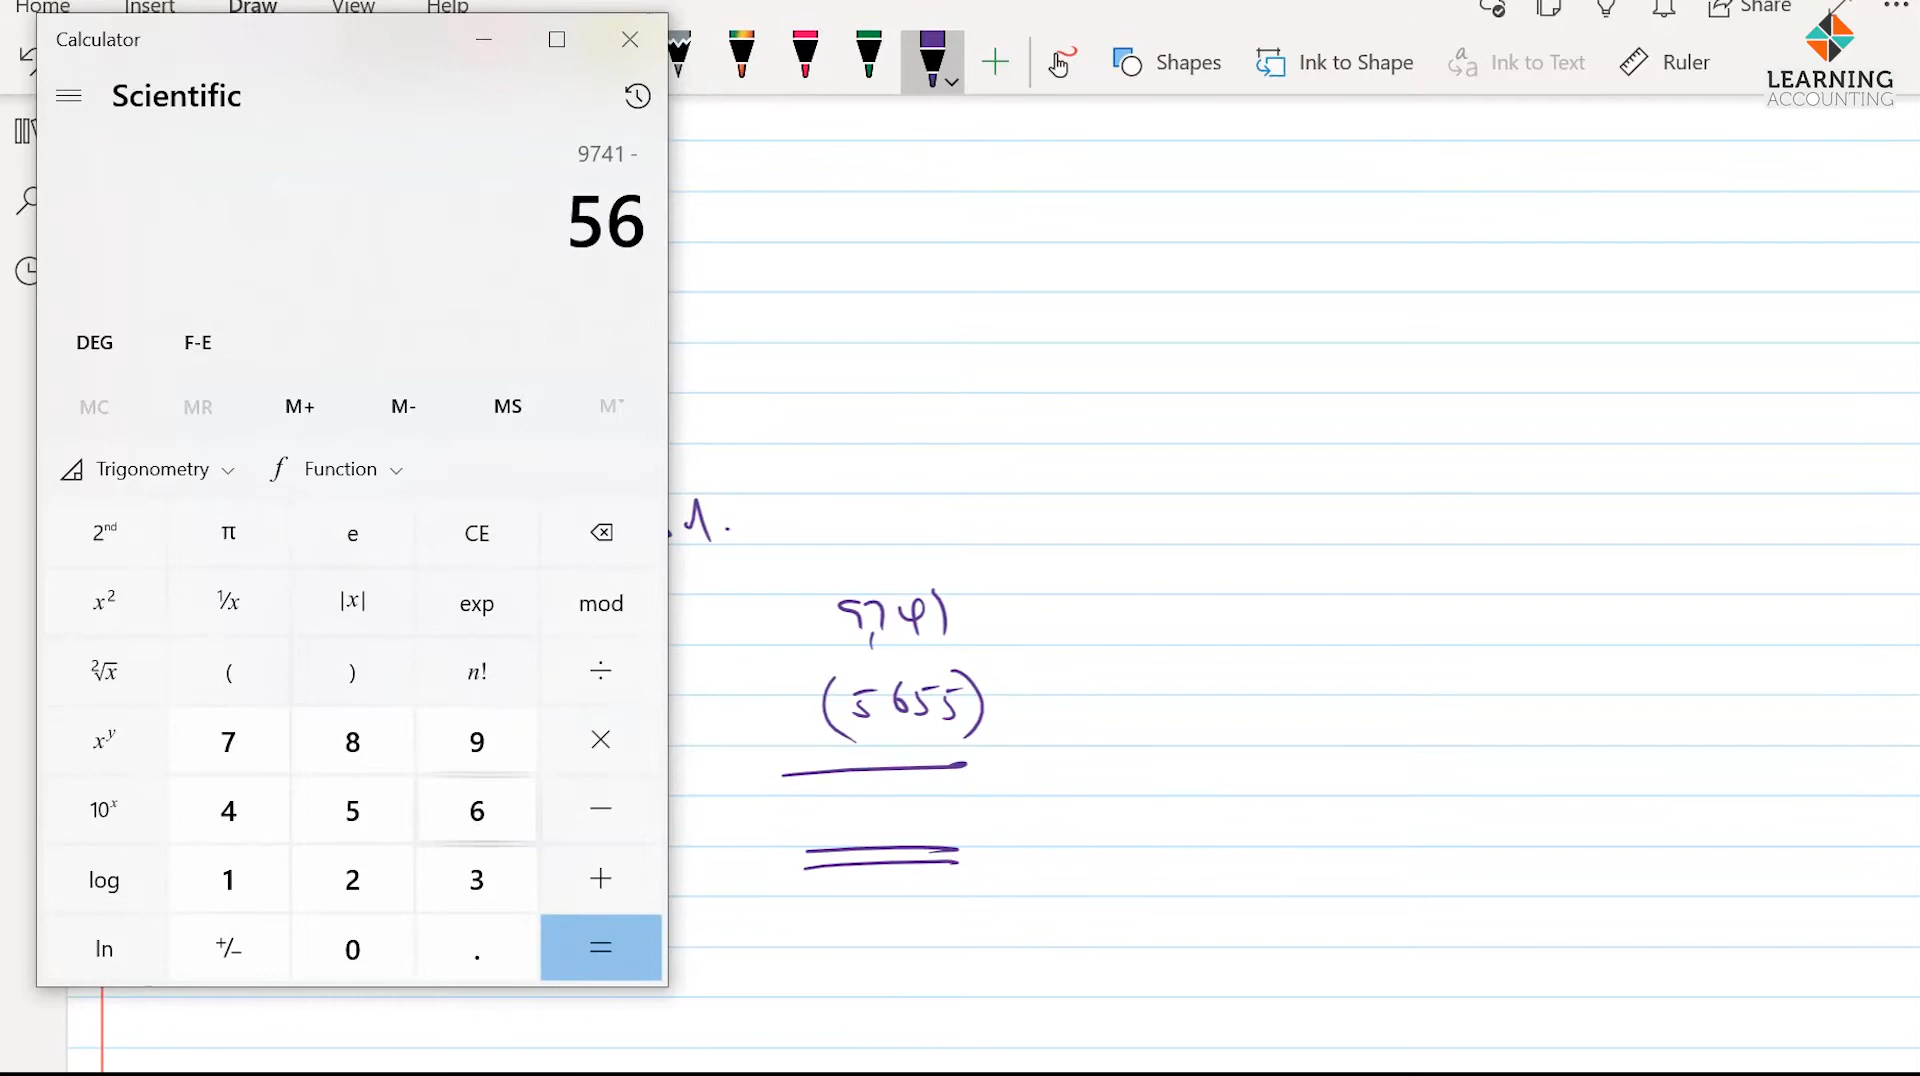 Home Insert Draw View Help
Share
Calculator
Shapes
Ink to Shape
Ink to Text
Ruler
LEARNING
ACCOUNTING
Scientific
9741 -
56
DEG F-E
MC MR M+ M- MS M˅
Trigonometry Function
2nd π e CE
x² ¹/x |x| exp mod
²√x ( ) n! ÷
xʸ 7 8 9 ×
10ˣ 4 5 6 −
log 1 2 3 +
ln +/− 0 . =
9,741
(5655)